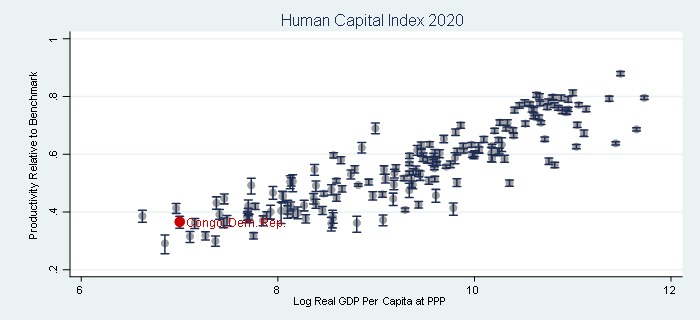 Human Capital Index 2020
Productivity Relative to Benchmark
1
.8
.6
.4
.2
Congo, Dem. Rep.
6 8 10 12
Log Real GDP Per Capita at PPP